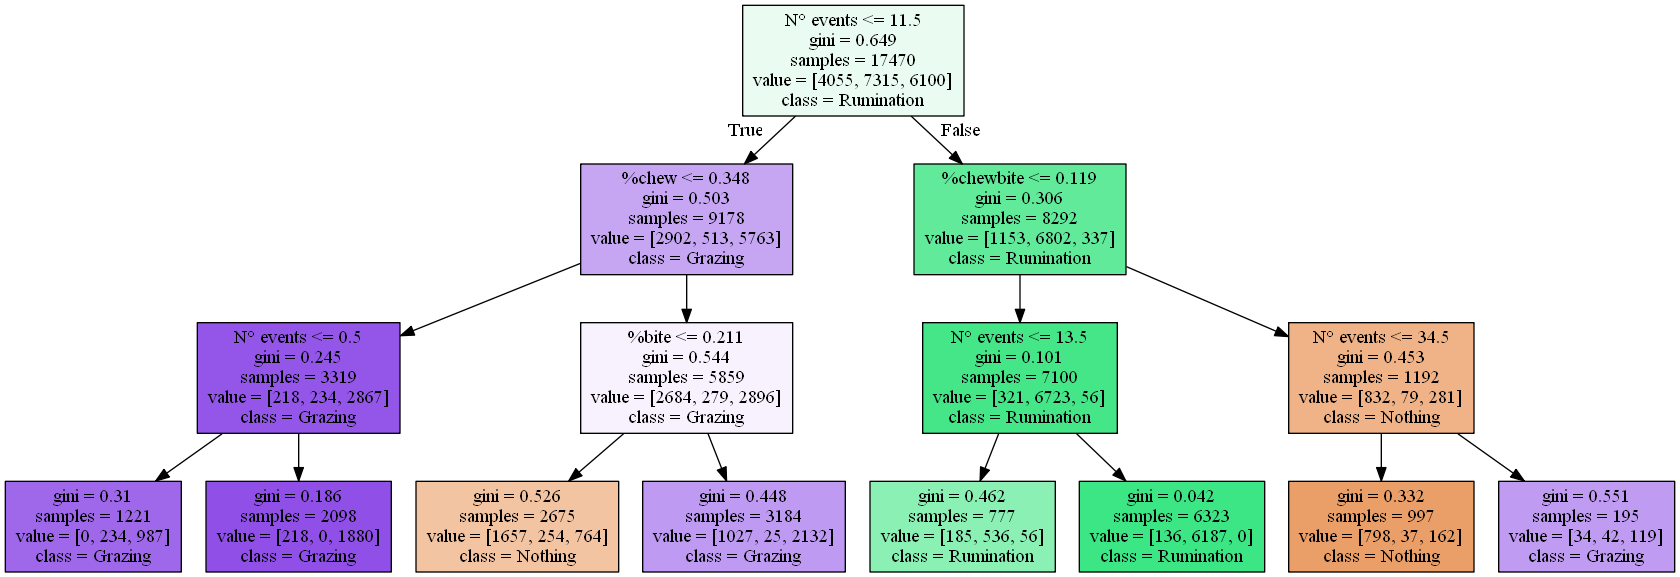 N° events <= 11.5
gini = 0.649
samples = 17470
value = [4055, 7315, 6100]
class = Rumination
True
False
%chew <= 0.348
gini = 0.503
samples = 9178
value = [2902, 513, 5763]
class = Grazing
%chewbite <= 0.119
gini = 0.306
samples = 8292
value = [1153, 6802, 337]
class = Rumination
N° events <= 0.5
gini = 0.245
samples = 3319
value = [218, 234, 2867]
class = Grazing
%bite <= 0.211
gini = 0.544
samples = 5859
value = [2684, 279, 2896]
class = Grazing
N° events <= 13.5
gini = 0.101
samples = 7100
value = [321, 6723, 56]
class = Rumination
N° events <= 34.5
gini = 0.453
samples = 1192
value = [832, 79, 281]
class = Nothing
gini = 0.31
samples = 1221
value = [0, 234, 987]
class = Grazing
gini = 0.186
samples = 2098
value = [218, 0, 1880]
class = Grazing
gini = 0.526
samples = 2675
value = [1657, 254, 764]
class = Nothing
gini = 0.448
samples = 3184
value = [1027, 25, 2132]
class = Grazing
gini = 0.462
samples = 777
value = [185, 536, 56]
class = Rumination
gini = 0.042
samples = 6323
value = [136, 6187, 0]
class = Rumination
gini = 0.332
samples = 997
value = [798, 37, 162]
class = Nothing
gini = 0.551
samples = 195
value = [34, 42, 119]
class = Grazing